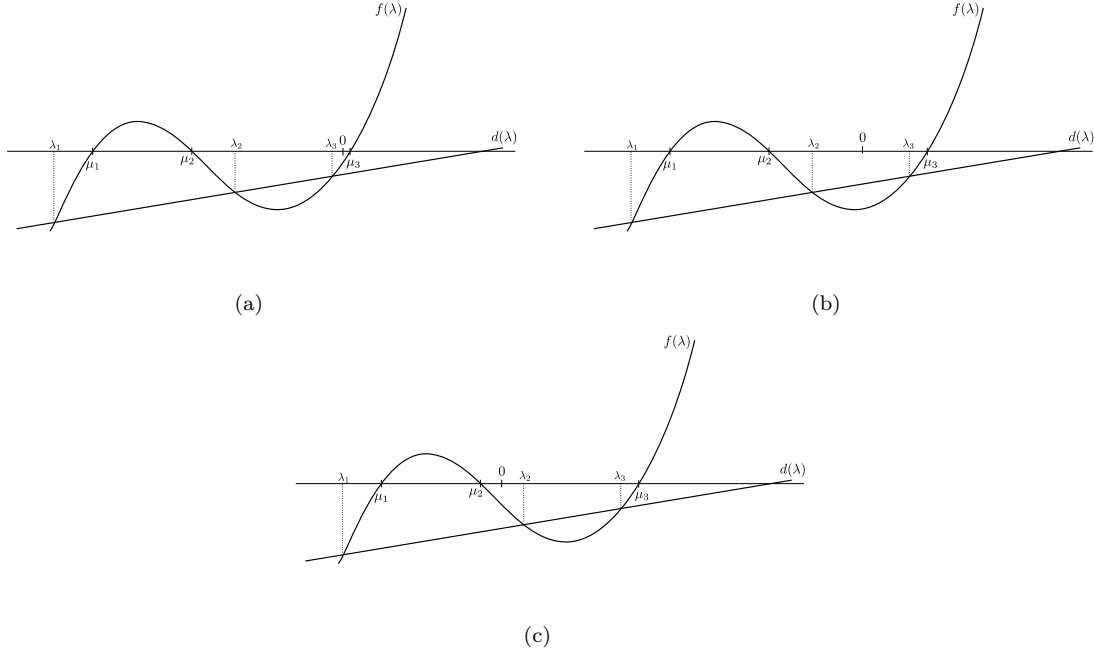 f(λ)
λ₁ λ₂ λ₃ 0 d(λ)
μ₁ μ₂ μ₃
(a)
f(λ)
λ₁ λ₂ 0 λ₃ d(λ)
μ₁ μ₂ μ₃
(b)
f(λ)
λ₁ 0 λ₂ λ₃ d(λ)
μ₁ μ₂ μ₃
(c)